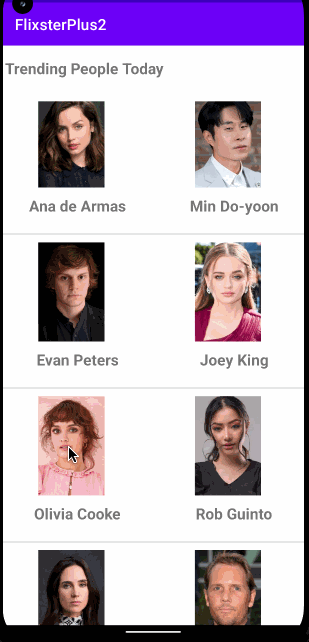 FlixsterPlus2
Trending People Today
Ana de Armas
Min Do-yoon
Evan Peters
Joey King
Olivia Cooke
Rob Guinto